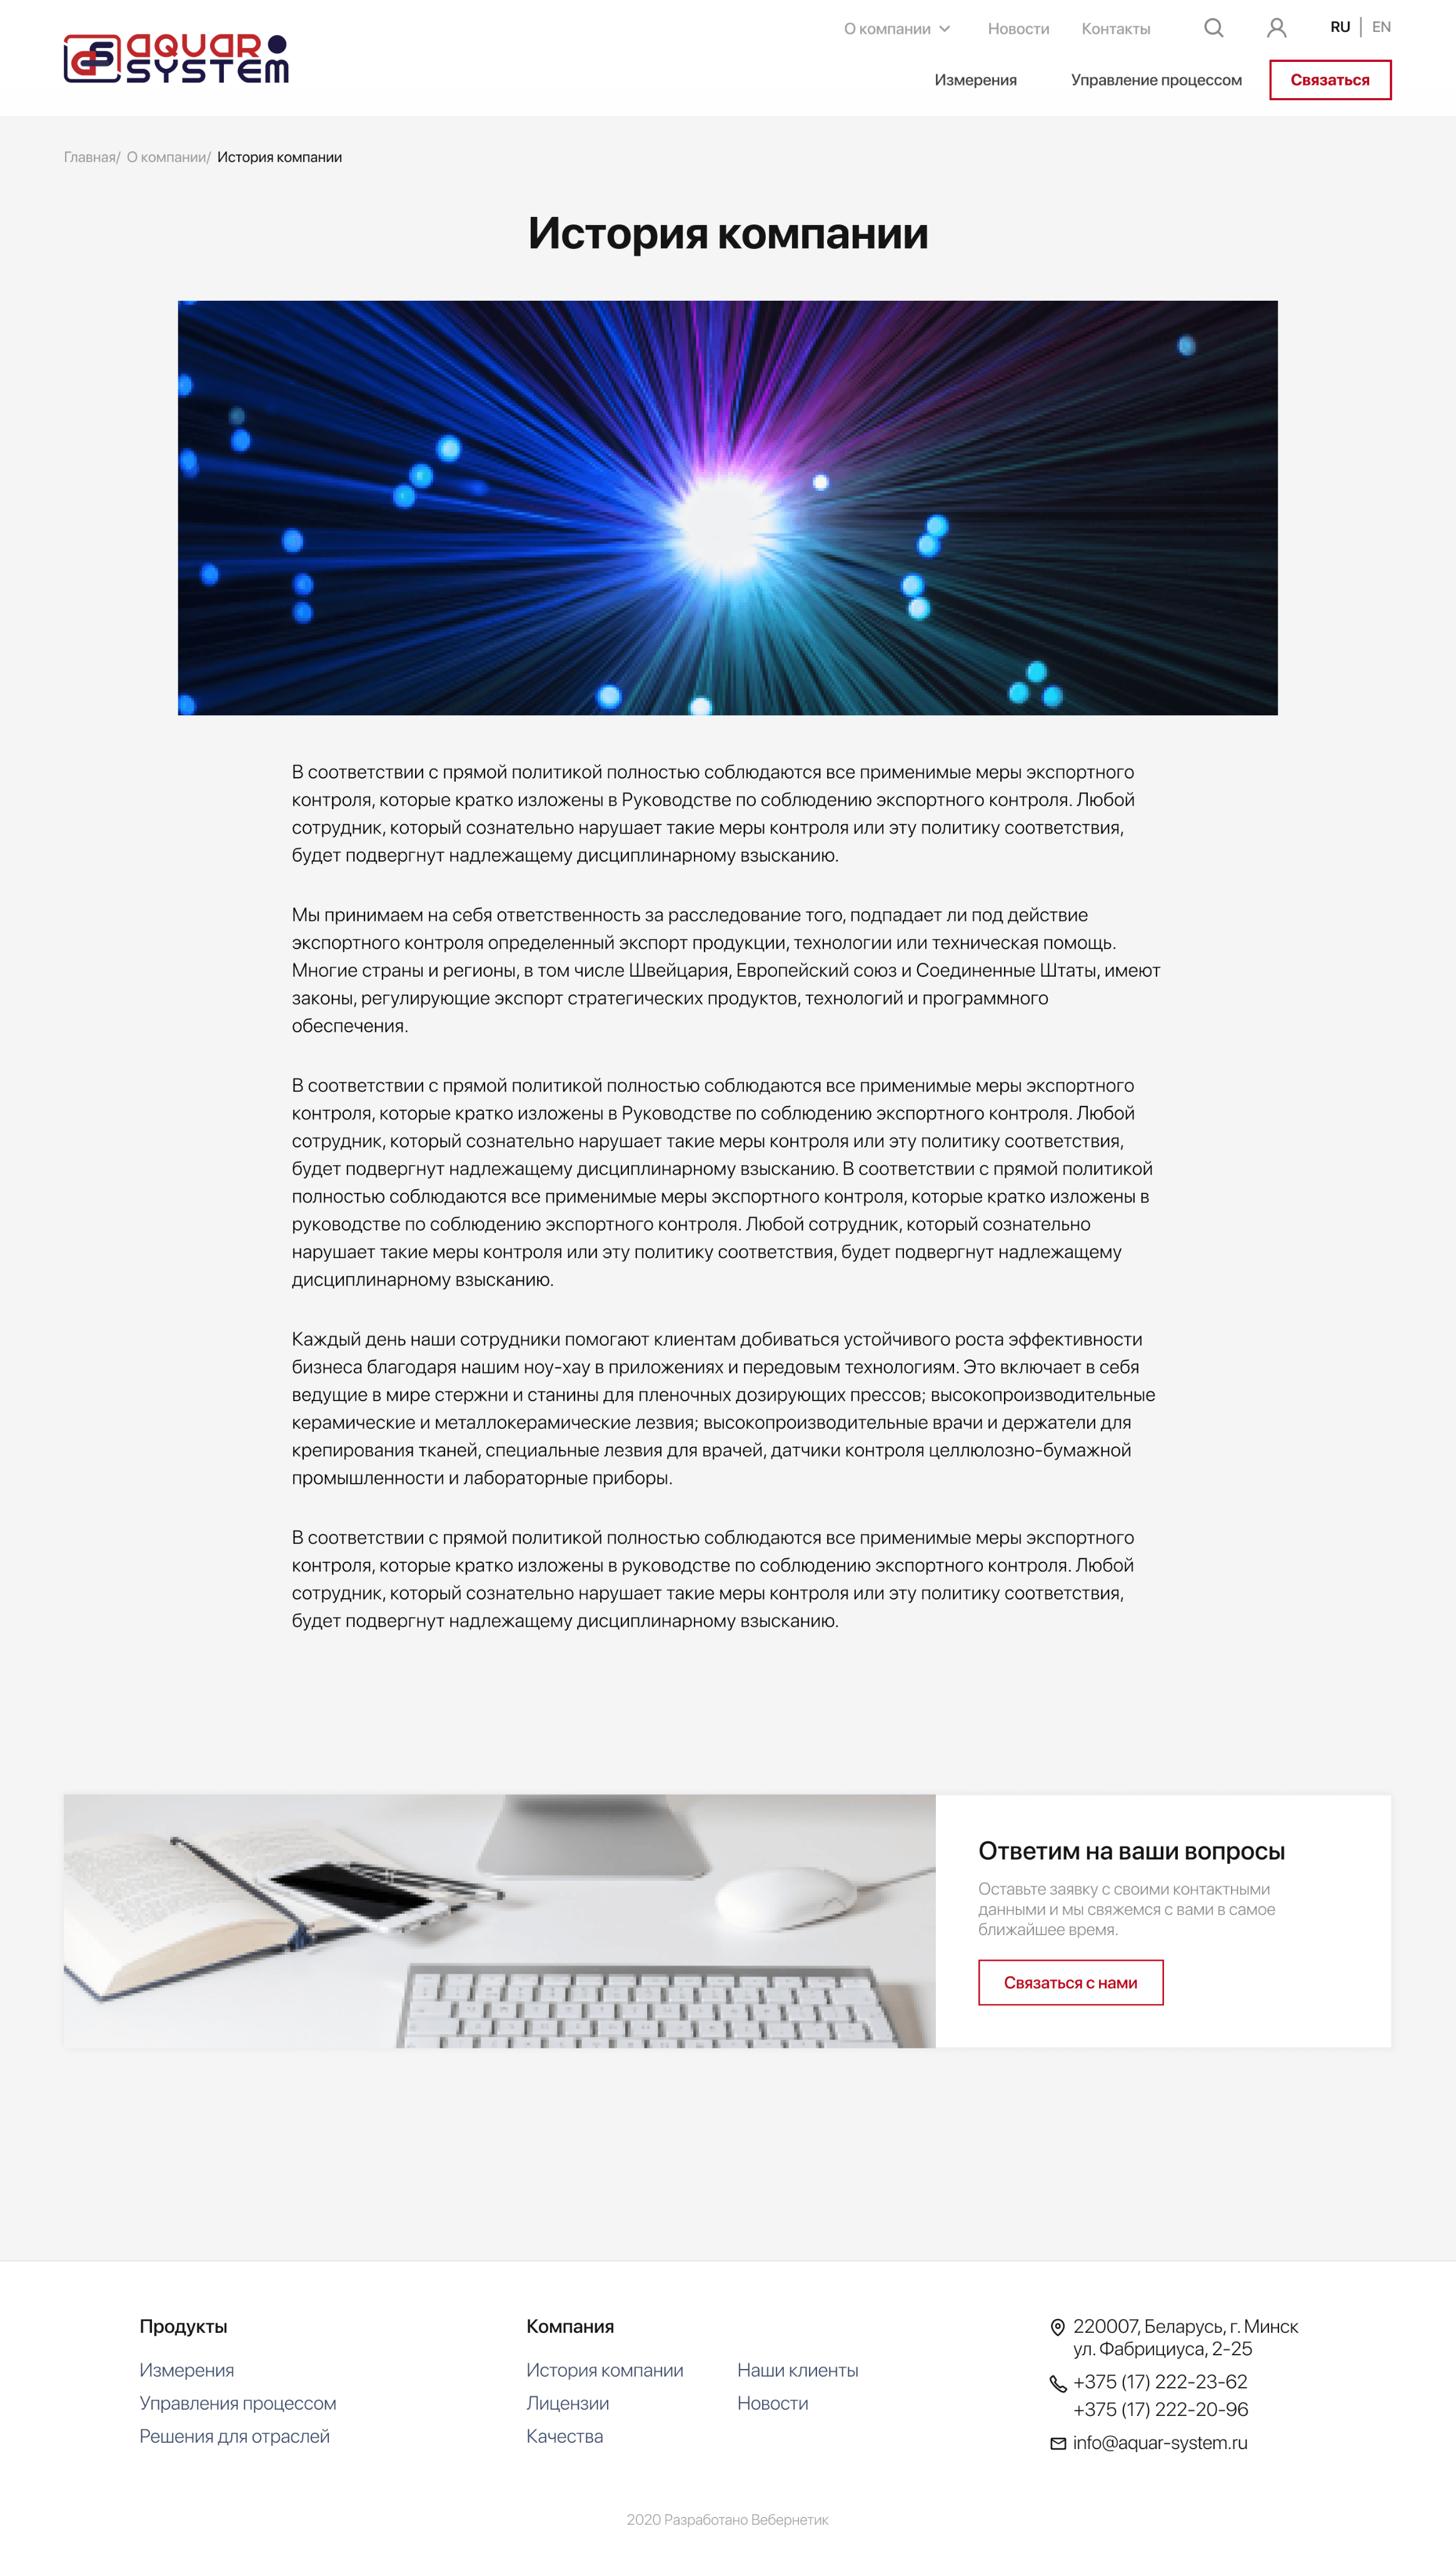 aquar
system
О компании
Новости
Контакты
RU
EN
Измерения
Управление процессом
Связаться
Главная/ О компании/ История компании
История компании
В соответствии с прямой политикой полностью соблюдаются все применимые меры экспортного
контроля, которые кратко изложены в Руководстве по соблюдению экспортного контроля. Любой
сотрудник, который сознательно нарушает такие меры контроля или эту политику соответствия,
будет подвергнут надлежащему дисциплинарному взысканию.
Мы принимаем на себя ответственность за расследование того, подпадает ли под действие
экспортного контроля определенный экспорт продукции, технологии или техническая помощь.
Многие страны и регионы, в том числе Швейцария, Европейский союз и Соединенные Штаты, имеют
законы, регулирующие экспорт стратегических продуктов, технологий и программного
обеспечения.
В соответствии с прямой политикой полностью соблюдаются все применимые меры экспортного
контроля, которые кратко изложены в Руководстве по соблюдению экспортного контроля. Любой
сотрудник, который сознательно нарушает такие меры контроля или эту политику соответствия,
будет подвергнут надлежащему дисциплинарному взысканию. В соответствии с прямой политикой
полностью соблюдаются все применимые меры экспортного контроля, которые кратко изложены в
руководстве по соблюдению экспортного контроля. Любой сотрудник, который сознательно
нарушает такие меры контроля или эту политику соответствия, будет подвергнут надлежащему
дисциплинарному взысканию.
Каждый день наши сотрудники помогают клиентам добиваться устойчивого роста эффективности
бизнеса благодаря нашим ноу-хау в приложениях и передовым технологиям. Это включает в себя
ведущие в мире стержни и станины для пленочных дозирующих прессов; высокопроизводительные
керамические и металлокерамические лезвия; высокопроизводительные врачи и держатели для
крепирования тканей, специальные лезвия для врачей, датчики контроля целлюлозно-бумажной
промышленности и лабораторные приборы.
В соответствии с прямой политикой полностью соблюдаются все применимые меры экспортного
контроля, которые кратко изложены в руководстве по соблюдению экспортного контроля. Любой
сотрудник, который сознательно нарушает такие меры контроля или эту политику соответствия,
будет подвергнут надлежащему дисциплинарному взысканию.
Ответим на ваши вопросы
Оставьте заявку с своими контактными
данными и мы свяжемся с вами в самое
ближайшее время.
Связаться с нами
Продукты
Измерения
Управления процессом
Решения для отраслей
Компания
История компании
Лицензии
Качества
Наши клиенты
Новости
220007, Беларусь, г. Минск
ул. Фабрициуса, 2-25
+375 (17) 222-23-62
+375 (17) 222-20-96
info@aquar-system.ru
2020 Разработано Вебернетик